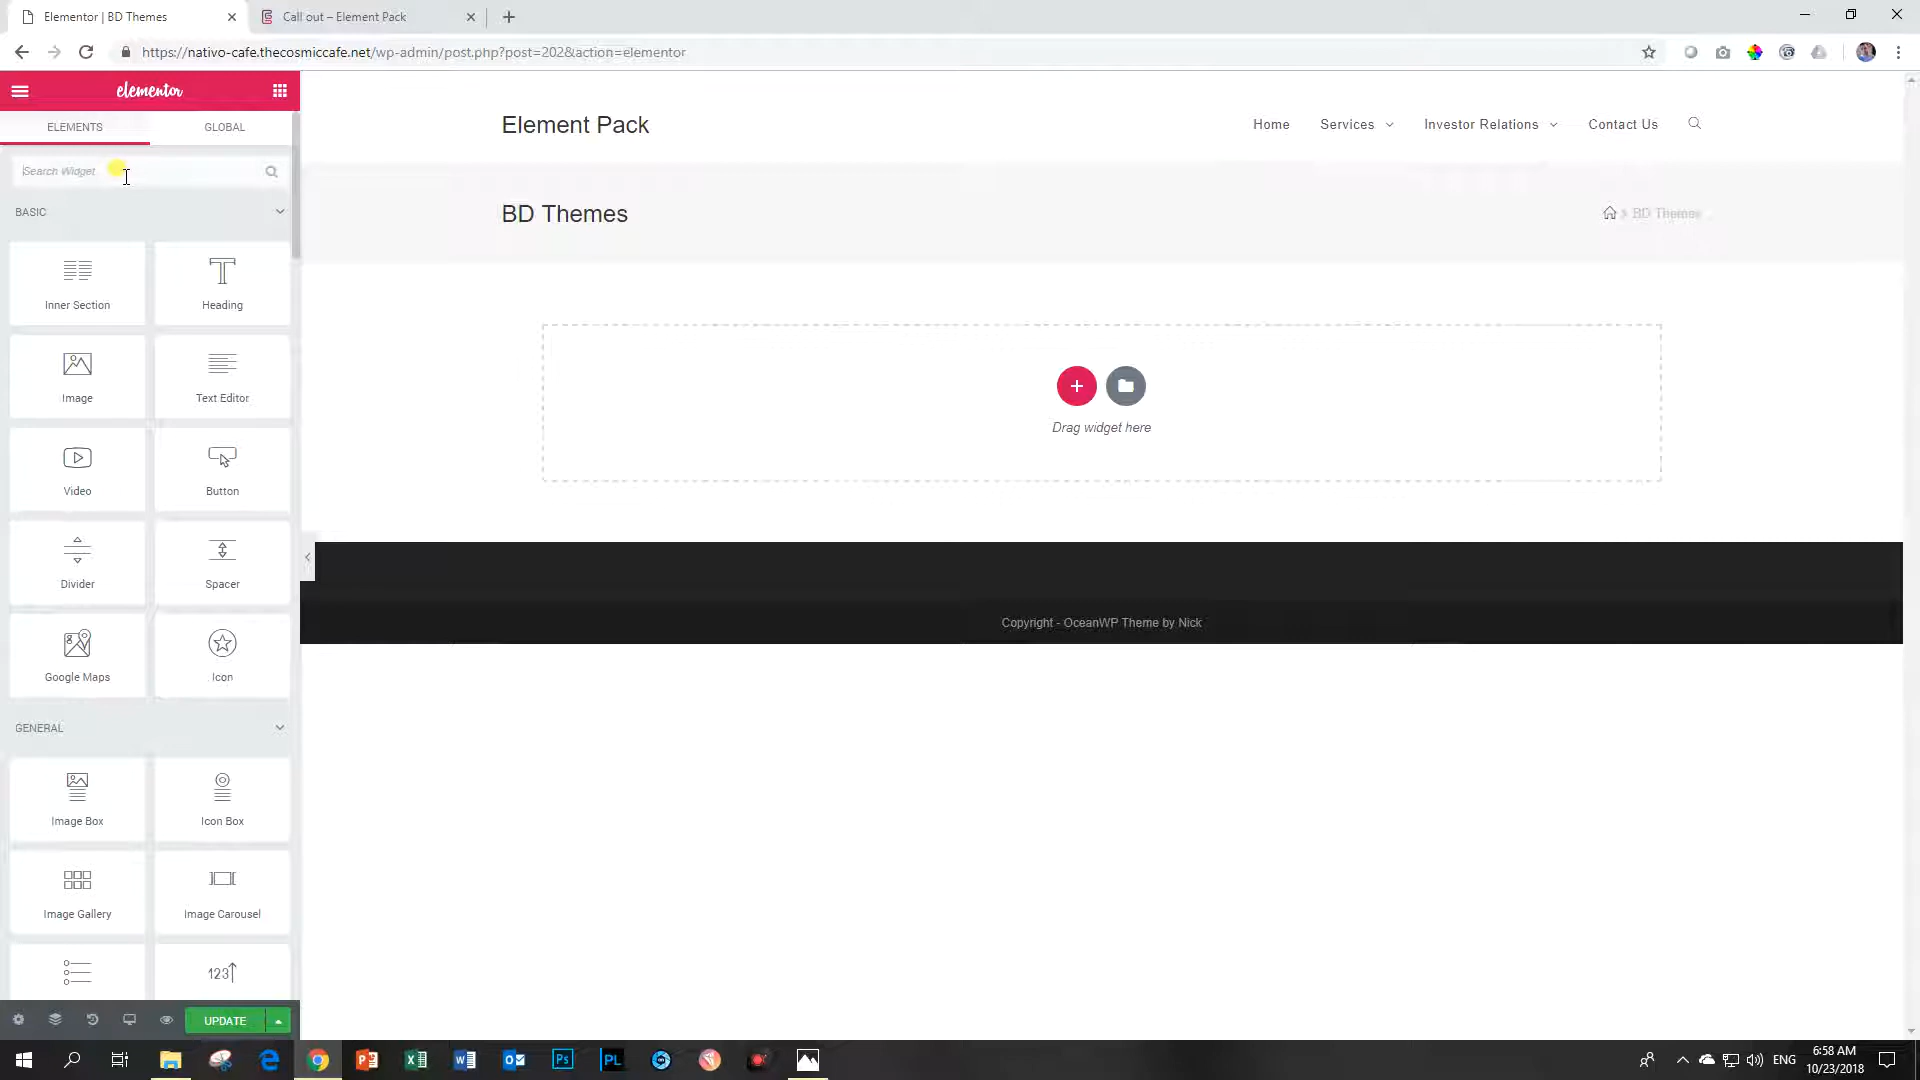 Elementor | BD Themes
Call out – Element Pack
https://nativo-cafe.thecosmiccafe.net/wp-admin/post.php?post=202&action=elementor
elementor
ELEMENTS
GLOBAL
Search Widget
BASIC
Inner Section
Heading
Image
Text Editor
Video
Button
Divider
Spacer
Google Maps
Icon
GENERAL
Image Box
Icon Box
Image Gallery
Image Carousel
123
UPDATE
Element Pack
Home
Services
Investor Relations
Contact Us
BD Themes
BD Themes
Drag widget here
Copyright - OceanWP Theme by Nick
Ps
PL
ENG
6:58 AM
10/23/2018